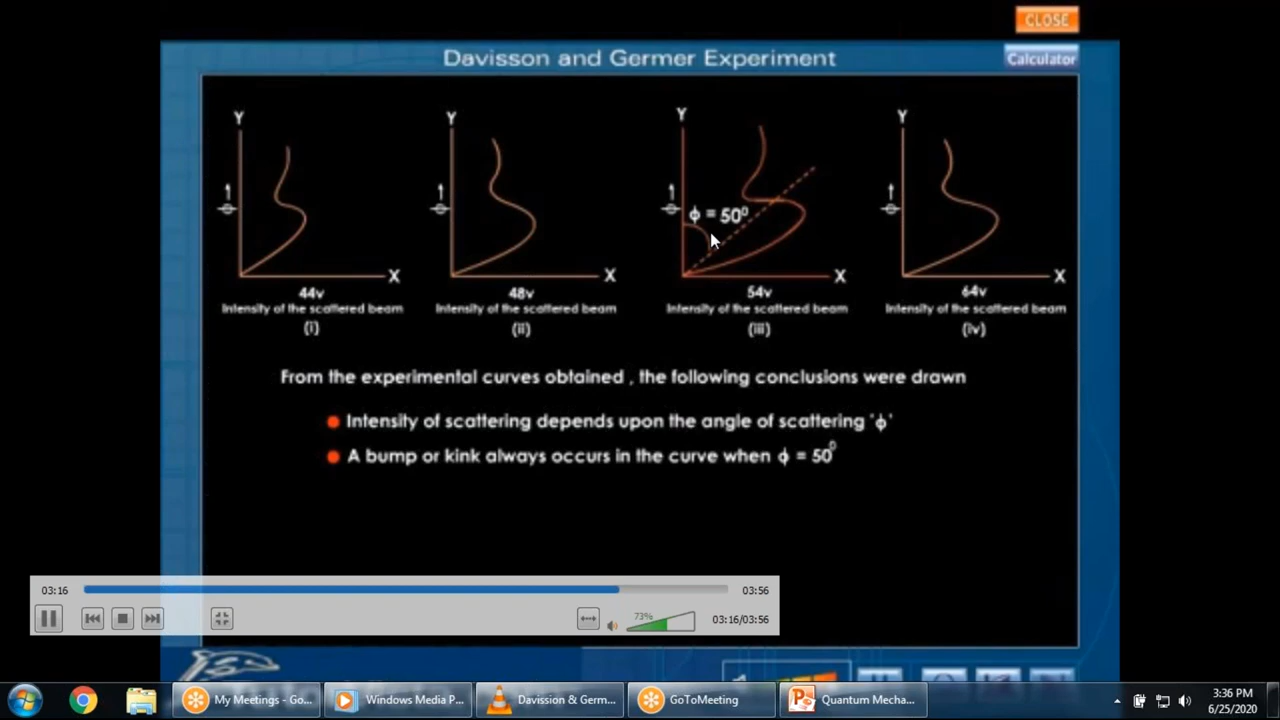 CLOSE
Davisson and Germer Experiment
Calculator
Y
Y
Y
Y
ϕ
ϕ
ϕ = 50⁰
ϕ
X
X
X
X
44v
48v
54v
64v
Intensity of the scattered beam
Intensity of the scattered beam
Intensity of the scattered beam
Intensity of the scattered beam
(i)
(ii)
(iii)
(iv)
From the experimental curves obtained , the following conclusions were drawn
Intensity of scattering depends upon the angle of scattering 'ϕ'
A bump or kink always occurs in the curve when ϕ = 50⁰
03:16
03:56
73%
03:16/03:56
My Meetings - Go...
Windows Media P...
Davission & Germ...
GoToMeeting
Quantum Mecha...
3:36 PM
6/25/2020